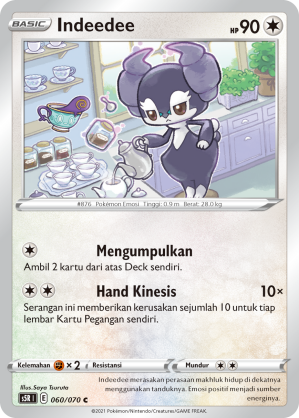 BASIC Indeedee HP 90
#876 Pokémon Emosi Tinggi: 0.9 m Berat: 28.0 kg
Mengumpulkan
Ambil 2 kartu dari atas Deck sendiri.
Hand Kinesis 10×
Serangan ini memberikan kerusakan sejumlah 10 untuk tiap
lembar Kartu Pegangan sendiri.
Kelemahan × 2 Resistansi Mundur
Illus. Saya Tsuruta
s5R I E 060/070 C
Indeedee merasakan perasaan makhluk hidup di dekatnya
menggunakan tanduknya. Emosi positif menjadi sumber
energinya.
©2021 Pokémon/Nintendo/Creatures/GAME FREAK